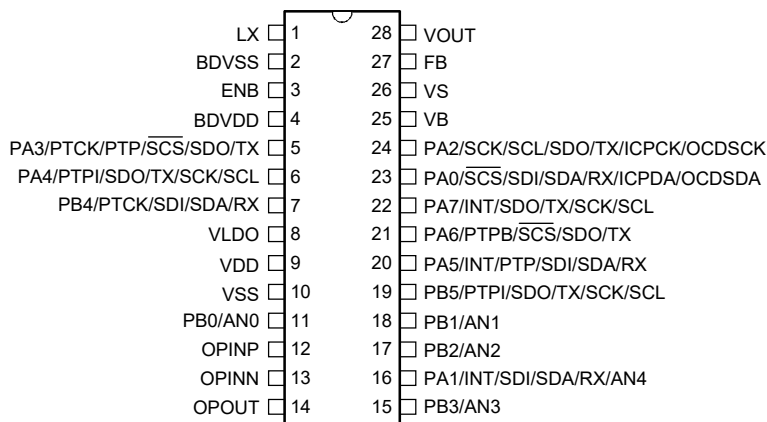 LX 1 28 VOUT
BDVSS 2 27 FB
ENB 3 26 VS
BDVDD 4 25 VB
PA3/PTCK/PTP/S̅C̅S̅/SDO/TX 5 24 PA2/SCK/SCL/SDO/TX/ICPCK/OCDSCK
PA4/PTPI/SDO/TX/SCK/SCL 6 23 PA0/S̅C̅S̅/SDI/SDA/RX/ICPDA/OCDSDA
PB4/PTCK/SDI/SDA/RX 7 22 PA7/INT/SDO/TX/SCK/SCL
VLDO 8 21 PA6/PTPB/S̅C̅S̅/SDO/TX
VDD 9 20 PA5/INT/PTP/SDI/SDA/RX
VSS 10 19 PB5/PTPI/SDO/TX/SCK/SCL
PB0/AN0 11 18 PB1/AN1
OPINP 12 17 PB2/AN2
OPINN 13 16 PA1/INT/SDI/SDA/RX/AN4
OPOUT 14 15 PB3/AN3